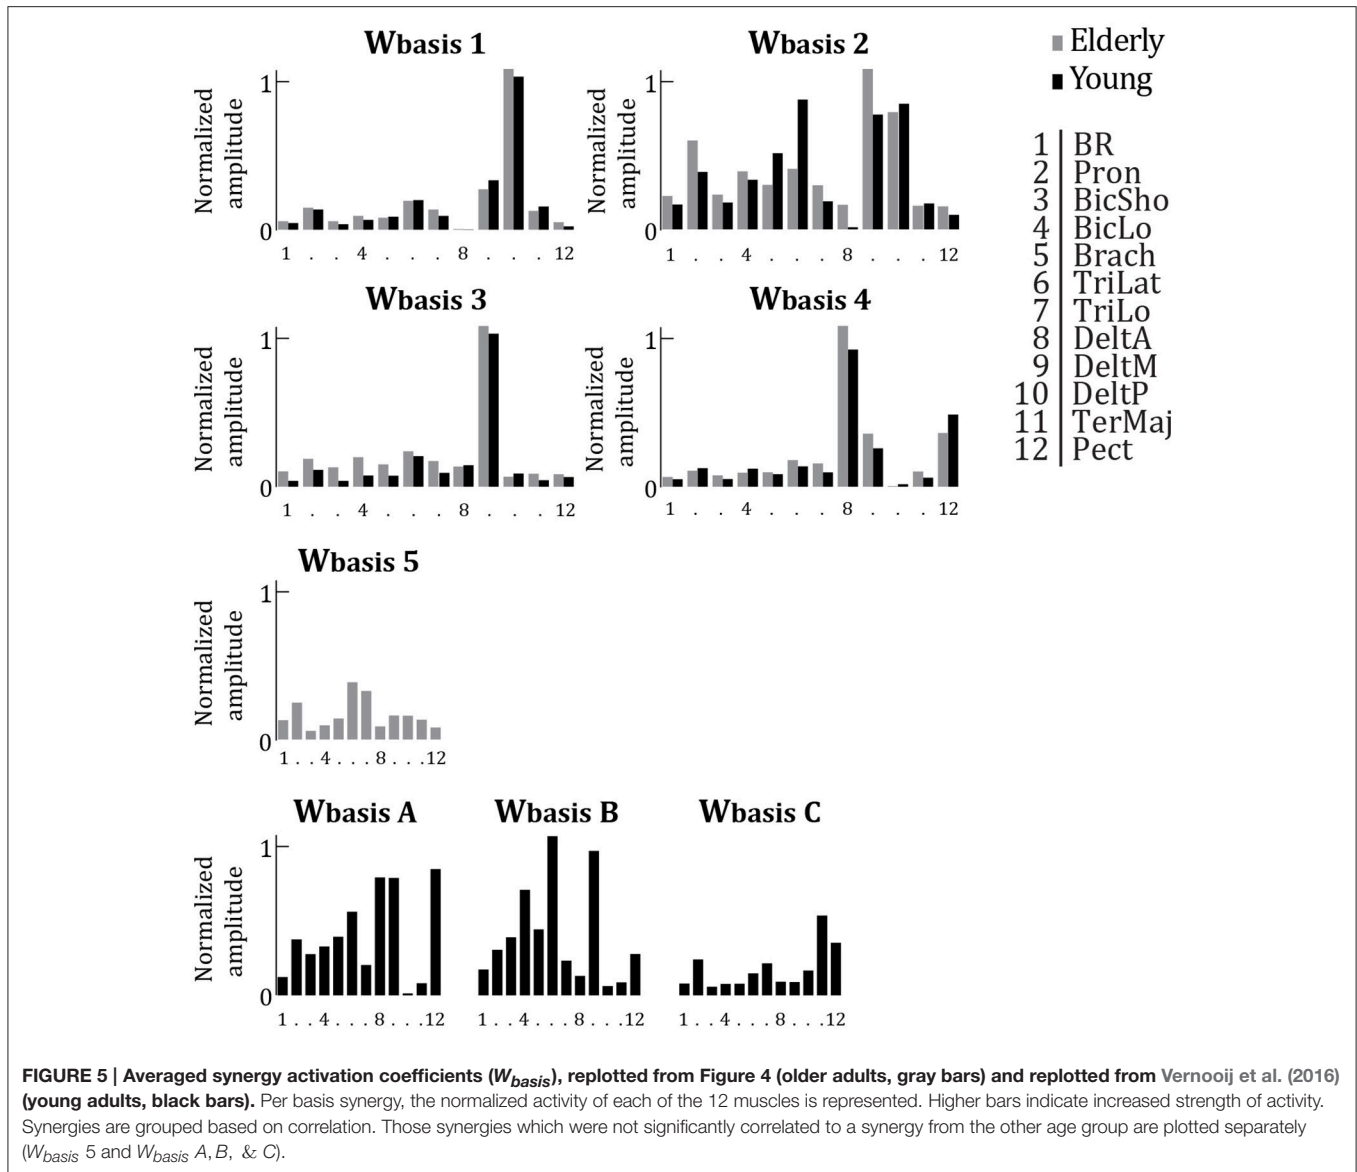 Wbasis 1
Normalized
amplitude
1
0
1 . . 4 . . . 8 . . . 12
Wbasis 2
Normalized
amplitude
1
0
1 . . 4 . . . 8 . . . 12
Elderly
Young
1 BR
2 Pron
3 BicSho
4 BicLo
5 Brach
6 TriLat
7 TriLo
8 DeltA
9 DeltM
10 DeltP
11 TerMaj
12 Pect
Wbasis 3
Normalized
amplitude
1
0
1 . . 4 . . . 8 . . . 12
Wbasis 4
Normalized
amplitude
1
0
1 . . 4 . . . 8 . . . 12
Wbasis 5
Normalized
amplitude
1
0
1 . . 4 . . . 8 . . . 12
Wbasis A
Normalized
amplitude
1
0
1 . . 4 . . . 8 . . . 12
Wbasis B
1 . . 4 . . . 8 . . . 12
Wbasis C
1 . . 4 . . . 8 . . . 12
FIGURE 5 | Averaged synergy activation coefficients (Wbasis), replotted from Figure 4 (older adults, gray bars) and replotted from Vernooij et al. (2016)
(young adults, black bars). Per basis synergy, the normalized activity of each of the 12 muscles is represented. Higher bars indicate increased strength of activity.
Synergies are grouped based on correlation. Those synergies which were not significantly correlated to a synergy from the other age group are plotted separately
(Wbasis 5 and Wbasis A, B, & C).